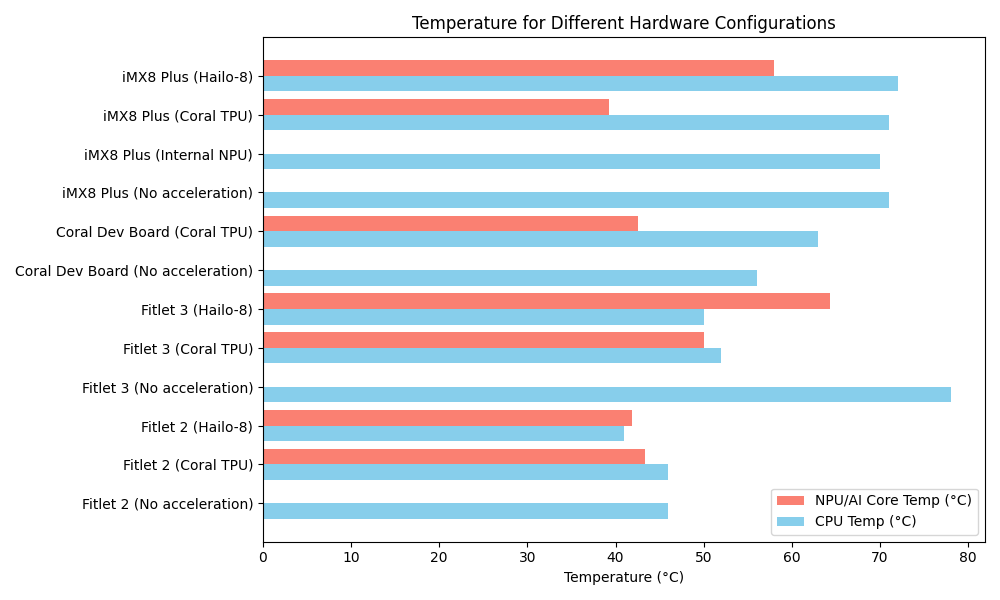 Temperature for Different Hardware Configurations
iMX8 Plus (Hailo-8)
iMX8 Plus (Coral TPU)
iMX8 Plus (Internal NPU)
iMX8 Plus (No acceleration)
Coral Dev Board (Coral TPU)
Coral Dev Board (No acceleration)
Fitlet 3 (Hailo-8)
Fitlet 3 (Coral TPU)
Fitlet 3 (No acceleration)
Fitlet 2 (Hailo-8)
Fitlet 2 (Coral TPU)
Fitlet 2 (No acceleration)
NPU/AI Core Temp (°C)
CPU Temp (°C)
0 10 20 30 40 50 60 70 80
Temperature (°C)